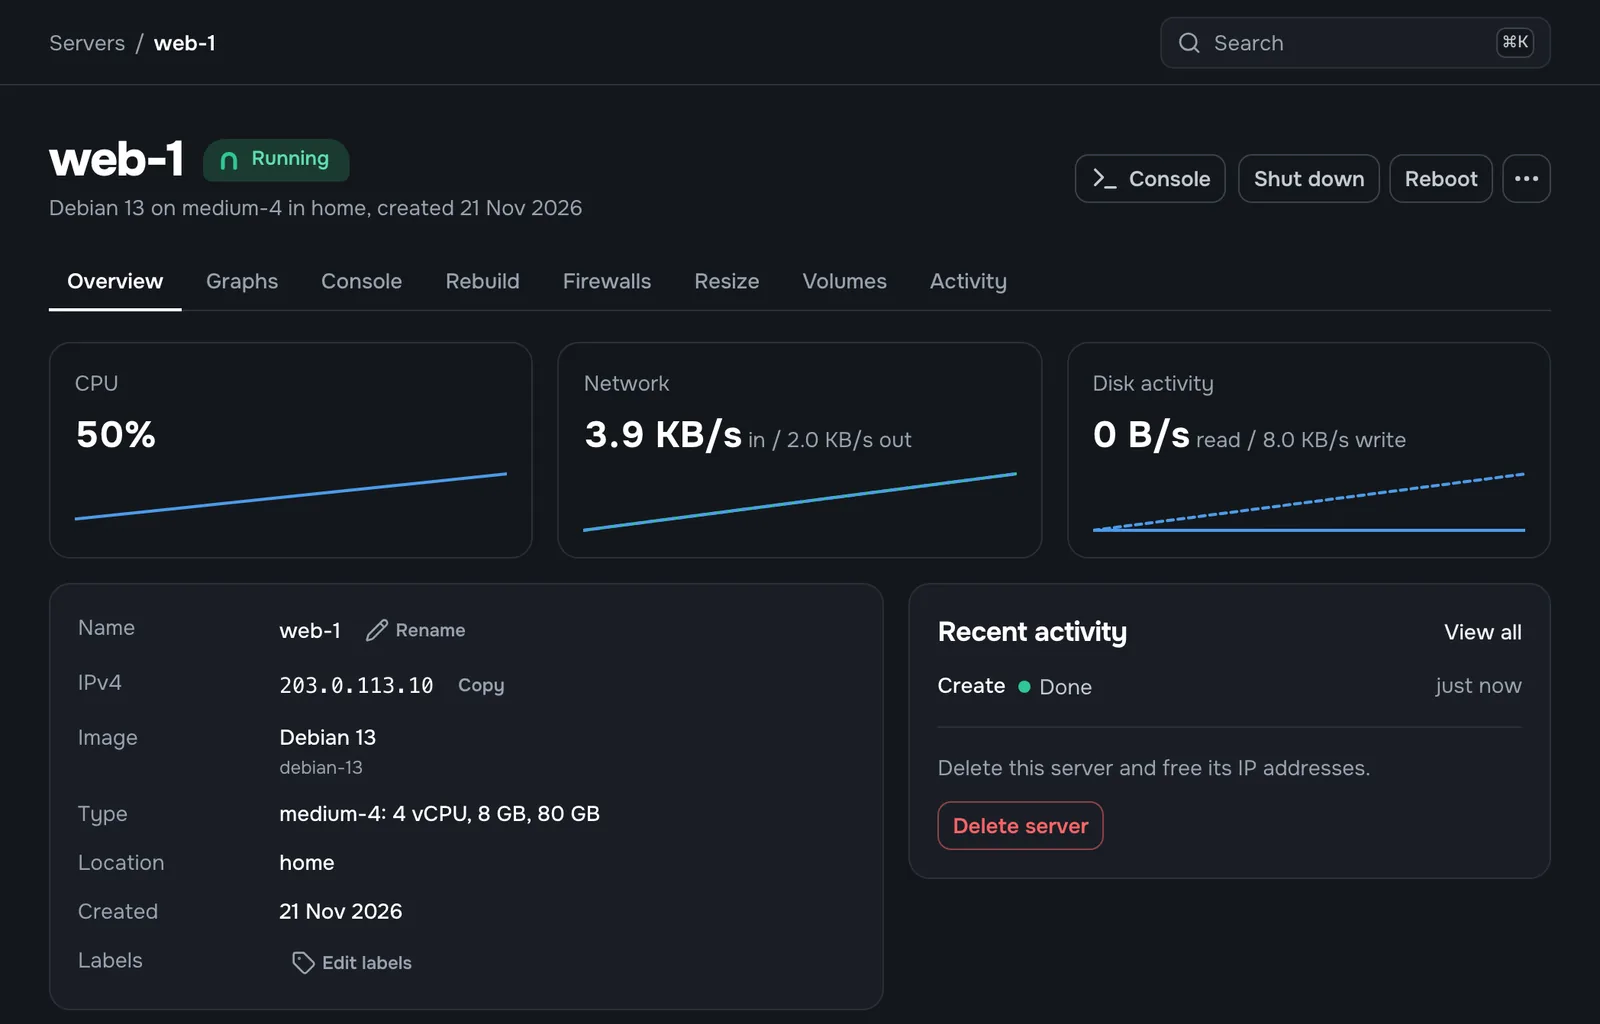 Servers / web-1
Search ⌘K
web-1 Running
Debian 13 on medium-4 in home, created 21 Nov 2026
Console Shut down Reboot
Overview Graphs Console Rebuild Firewalls Resize Volumes Activity
CPU
50%
Network
3.9 KB/s in / 2.0 KB/s out
Disk activity
0 B/s read / 8.0 KB/s write
Name web-1 Rename
IPv4 203.0.113.10 Copy
Image Debian 13
debian-13
Type medium-4: 4 vCPU, 8 GB, 80 GB
Location home
Created 21 Nov 2026
Labels Edit labels
Recent activity View all
Create Done just now
Delete this server and free its IP addresses.
Delete server